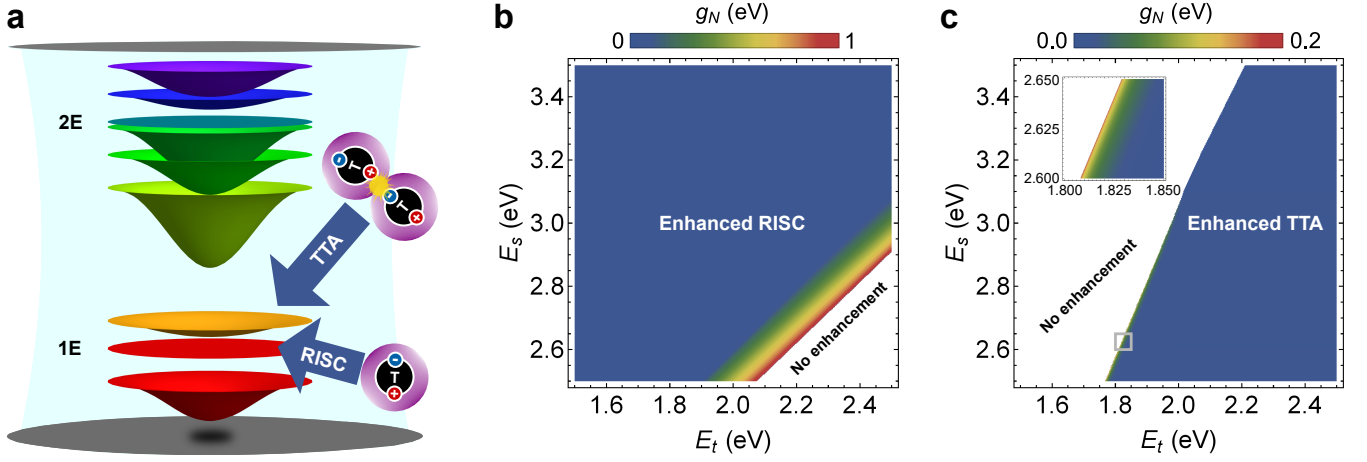 a
2E
1E
TTA
RISC
T
-
+
T
-
+
T
-
+
b
g_N (eV)
0
1
E_s (eV)
3.4
3.2
3.0
2.8
2.6
Enhanced RISC
No enhancement
1.6
1.8
2.0
2.2
2.4
E_t (eV)
c
g_N (eV)
0.0
0.2
E_s (eV)
3.4
3.2
3.0
2.8
2.6
2.650
2.625
2.600
1.800
1.825
1.850
Enhanced TTA
No enhancement
1.6
1.8
2.0
2.2
2.4
E_t (eV)